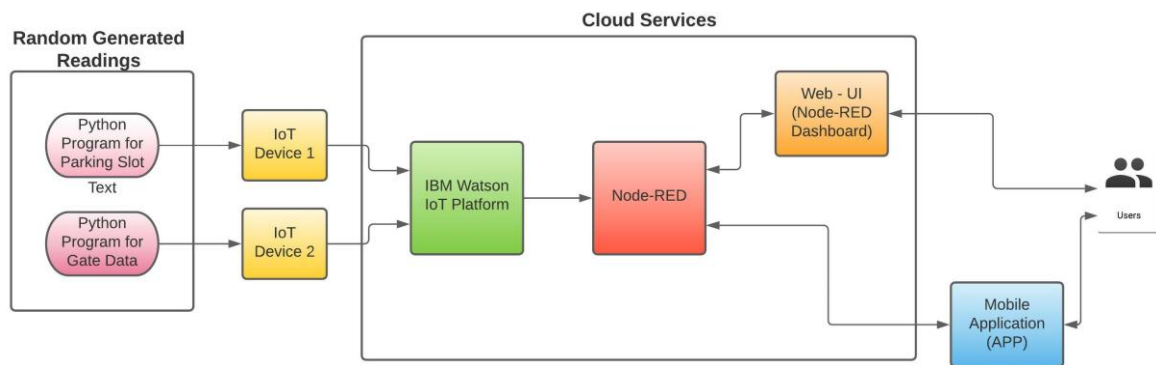 Cloud Services
Random Generated
Readings
Python
Program for
Parking Slot
Text
Python
Program for
Gate Data
IoT
Device 1
IoT
Device 2
IBM Watson
IoT Platform
Node-RED
Web - UI
(Node-RED
Dashboard)
Users
Mobile
Application
(APP)